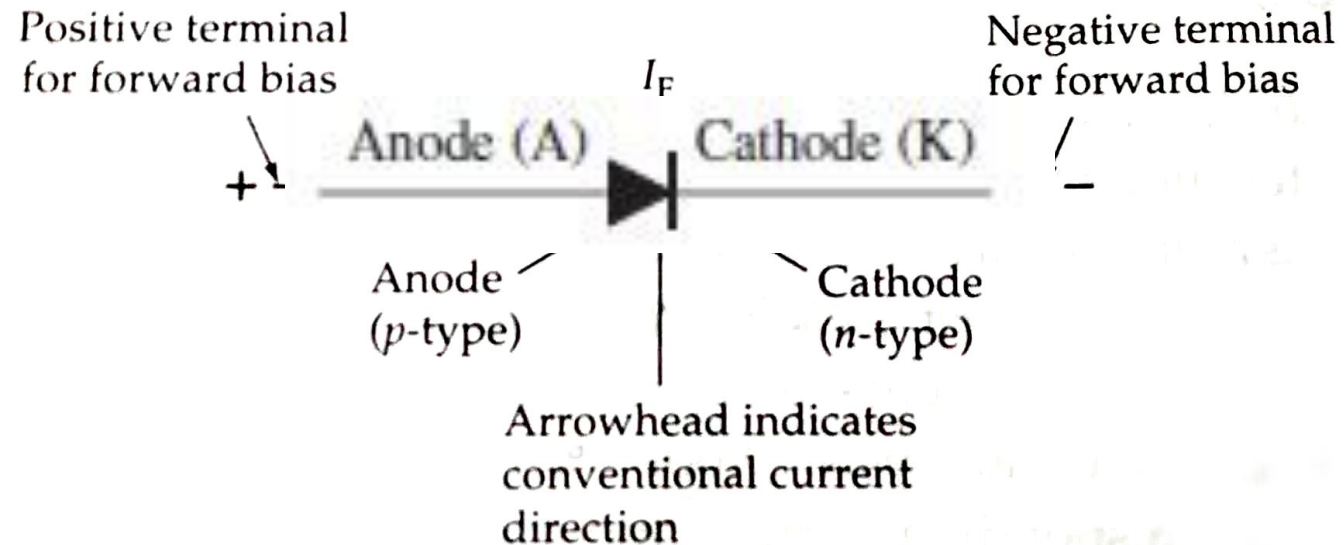 Positive terminal
for forward bias
I_F
Negative terminal
for forward bias
Anode (A)
Cathode (K)
+
−
Anode
(p-type)
Cathode
(n-type)
Arrowhead indicates
conventional current
direction